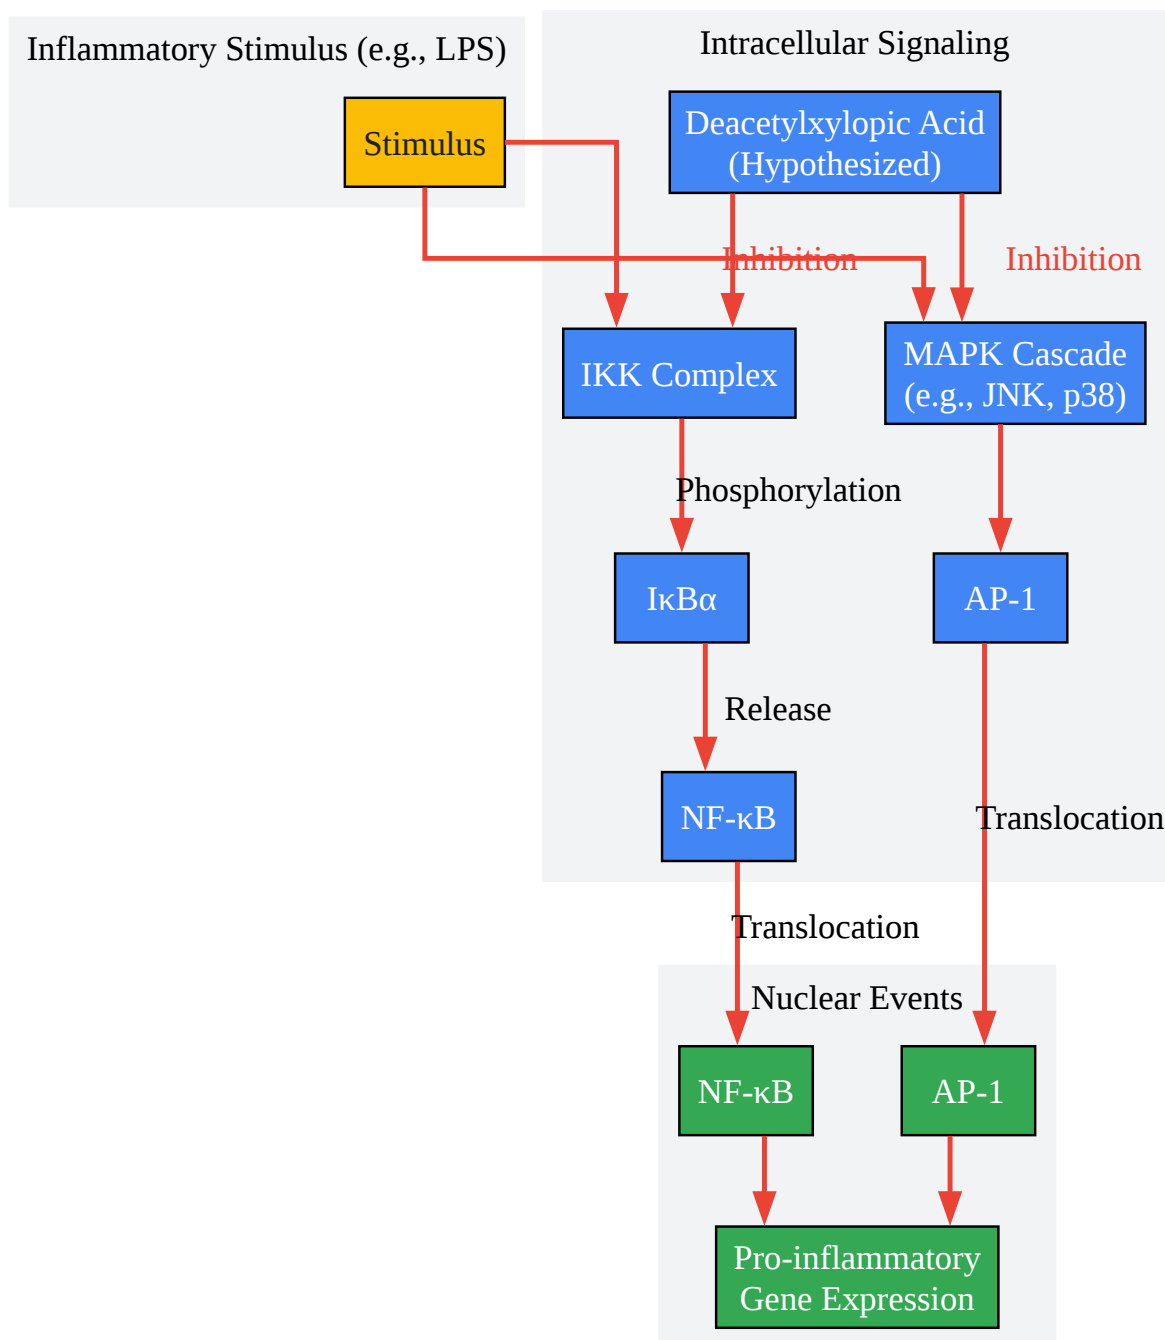 Inflammatory Stimulus (e.g., LPS)
Stimulus
Intracellular Signaling
Deacetylxylopic Acid
(Hypothesized)
Inhibition
Inhibition
IKK Complex
MAPK Cascade
(e.g., JNK, p38)
Phosphorylation
IκBα
AP-1
Release
NF-κB
Translocation
Translocation
Nuclear Events
NF-κB
AP-1
Pro-inflammatory
Gene Expression